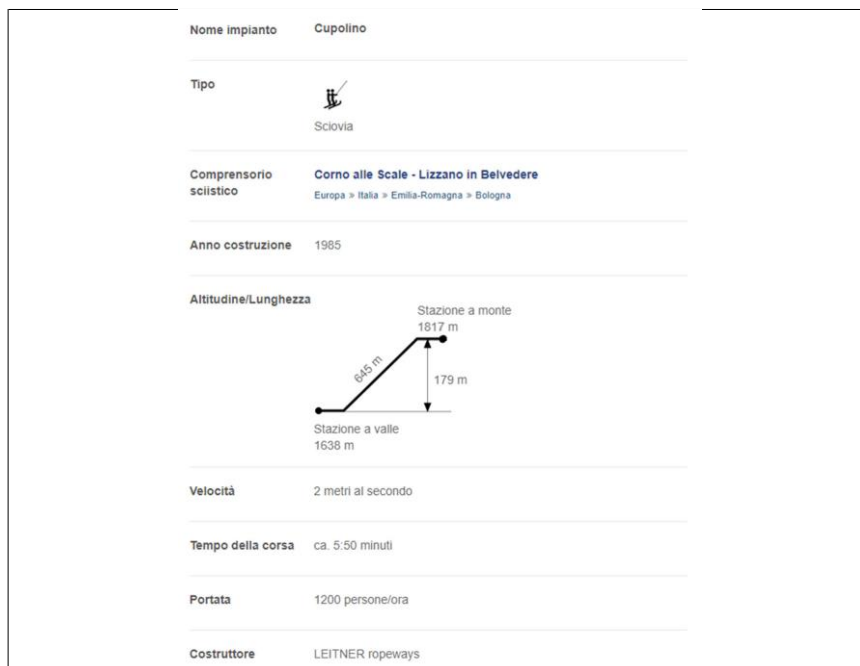 Nome impianto Cupolino
Tipo
Sciovia
Comprensorio sciistico Corno alle Scale - Lizzano in Belvedere
Europa » Italia » Emilia-Romagna » Bologna
Anno costruzione 1985
Altitudine/Lunghezza
Stazione a monte
1817 m
645 m
179 m
Stazione a valle
1638 m
Velocità 2 metri al secondo
Tempo della corsa ca. 5:50 minuti
Portata 1200 persone/ora
Costruttore LEITNER ropeways